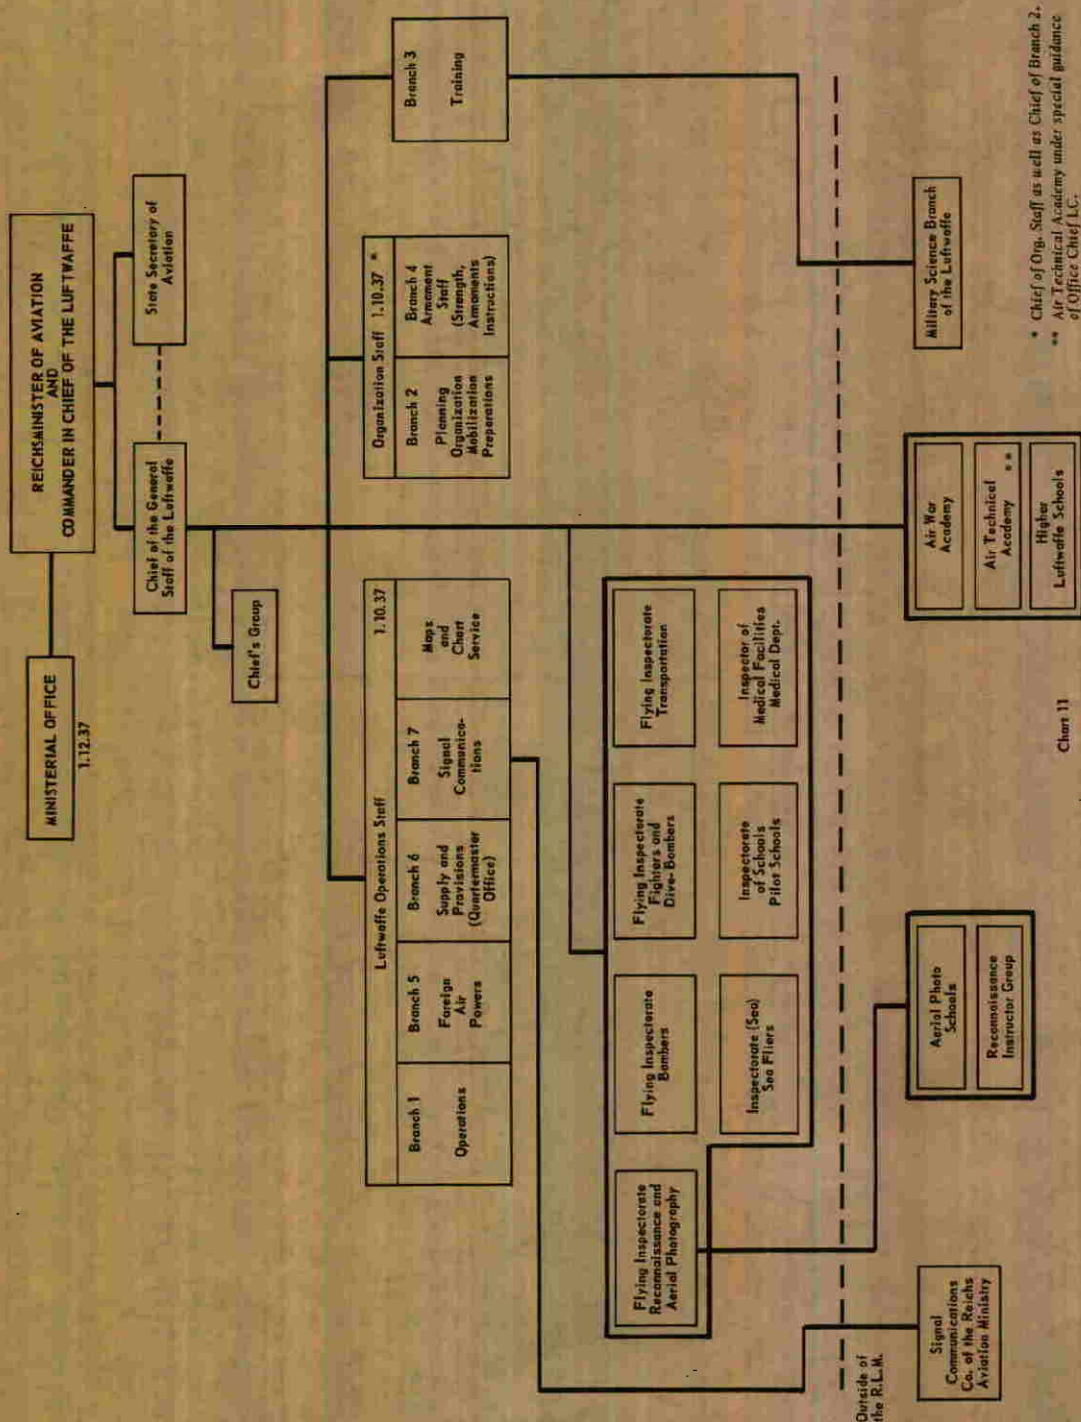 MINISTERIAL OFFICE
1.12.37
REICHSMINISTER OF AVIATION
AND
COMMANDER IN CHIEF OF THE LUFTWAFFE
Chief of the General
Staff of the Luftwaffe
State Secretary of
Aviation
Chief's Group
Luftwaffe Operations Staff
1.10.37
Branch 1
Operations
Branch 5
Foreign
Air
Powers
Branch 6
Supply and
Provisions
(Quartermaster
Office)
Branch 7
Signal
Communica-
tions
Maps
and
Chart
Service
Organization Staff 1.10.37 *
Branch 2
Planning
Organization
Mobilization
Preparations
Branch 4
Armament
Staff
(Strength,
Armaments
Instructions)
Branch 3
Training
Flying Inspectorate
Reconnaissance and
Aerial Photography
Flying Inspectorate
Bombers
Flying Inspectorate
Fighters and
Dive-Bombers
Flying Inspectorate
Transportation
Inspectorate (Sea)
Sea Fliers
Inspectorate
of Schools
Pilot Schools
Inspector of
Medical Facilities
Medical Dept.
Outside of
the R.L.M.
Signal
Communications
Co. of the Reichs
Aviation Ministry
Aerial Photo
Schools
Reconnaissance
Instructor Group
Air War
Academy
Air Technical
Academy **
Higher
Luftwaffe Schools
Military Science Branch
of the Luftwaffe
Chart 11
* Chief of Org. Staff as well as Chief of Branch 2.
** Air Technical Academy under special guidance
of Office Chief LC.